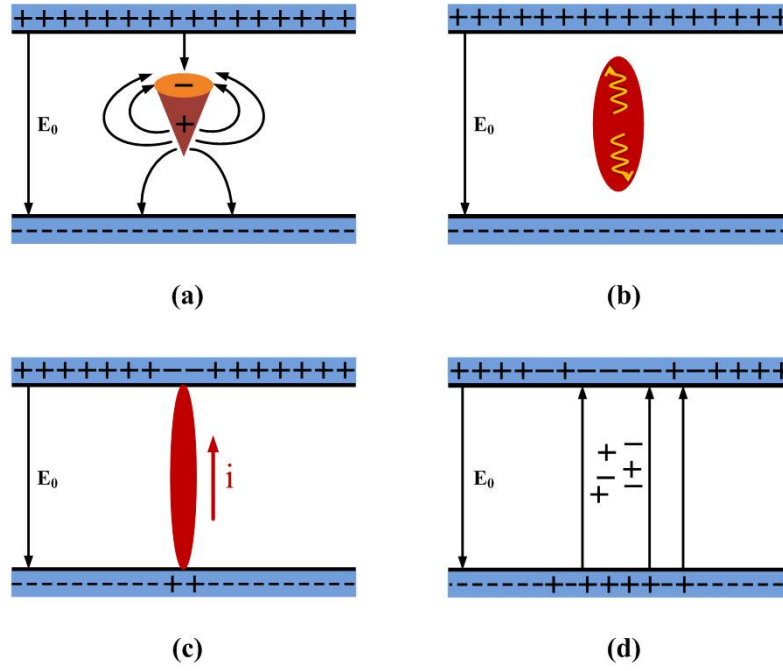 + + + + + + + + + + + + + + + +
E₀
−
+
− − − − − − − − − − − − − − − − − − − − − − − −
(a)
+ + + + + + + + + + + + + + + +
E₀
− − − − − − − − − − − − − − − − − − − − − − − −
(b)
+ + + + + + + − − + + + + + + +
E₀
i
− − − − − − − − − − − + + − − − − − − − − − − −
(c)
+ + + + − + − − − − + − + + + +
E₀
+ −
+ − +
+ −
− − − − − − − + − + + + + − + − − − − − − −
(d)